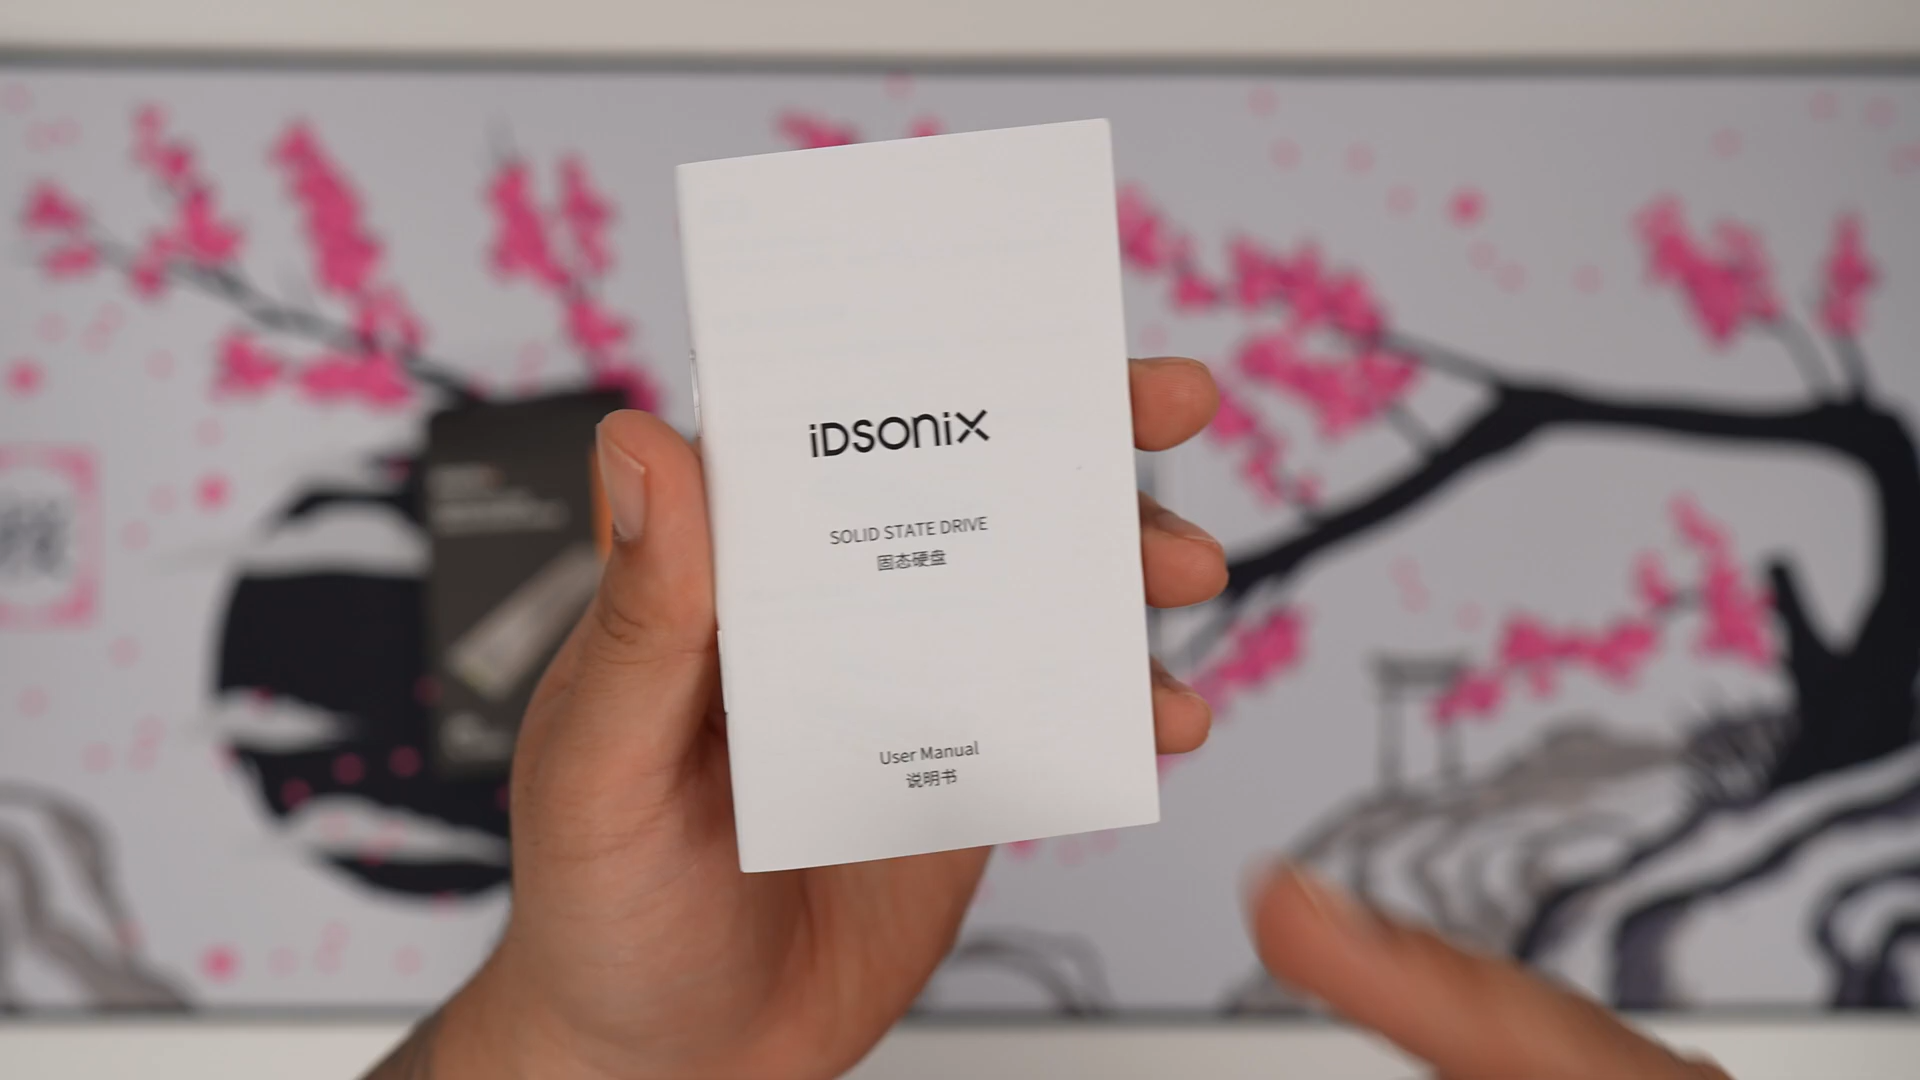 iDSONIX
SOLID STATE DRIVE
固态硬盘
User Manual
说明书